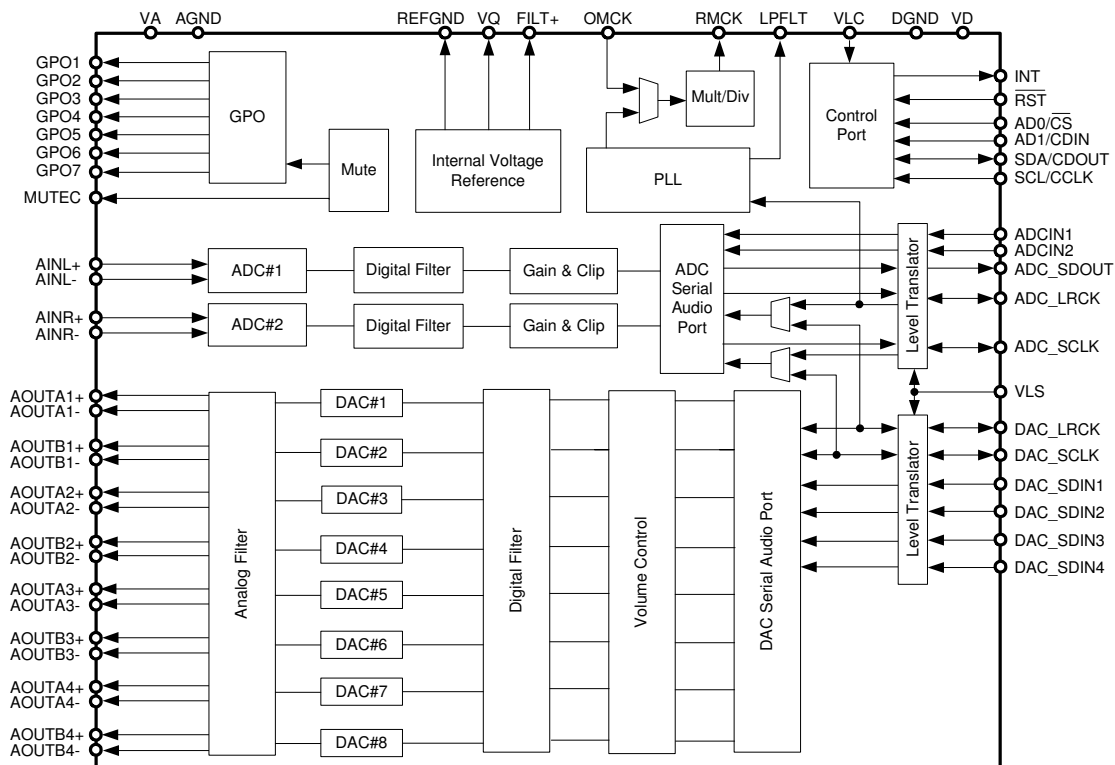 VA AGND REFGND VQ FILT+ OMCK RMCK LPFLT VLC DGND VD
GPO1
GPO2
GPO3
GPO4
GPO5
GPO6
GPO7
MUTEC
GPO
Mute
Internal Voltage
Reference
Mult/Div
PLL
Control
Port
INT
RST
AD0/CS
AD1/CDIN
SDA/CDOUT
SCL/CCLK
AINL+
AINL-
AINR+
AINR-
ADC#1
Digital Filter
Gain & Clip
ADC#2
Digital Filter
Gain & Clip
ADC
Serial
Audio
Port
Level Translator
ADCIN1
ADCIN2
ADC_SDOUT
ADC_LRCK
ADC_SCLK
VLS
AOUTA1+
AOUTA1-
AOUTB1+
AOUTB1-
AOUTA2+
AOUTA2-
AOUTB2+
AOUTB2-
AOUTA3+
AOUTA3-
AOUTB3+
AOUTB3-
AOUTA4+
AOUTA4-
AOUTB4+
AOUTB4-
Analog Filter
DAC#1
DAC#2
DAC#3
DAC#4
DAC#5
DAC#6
DAC#7
DAC#8
Digital Filter
Volume Control
DAC Serial Audio Port
Level Translator
DAC_LRCK
DAC_SCLK
DAC_SDIN1
DAC_SDIN2
DAC_SDIN3
DAC_SDIN4